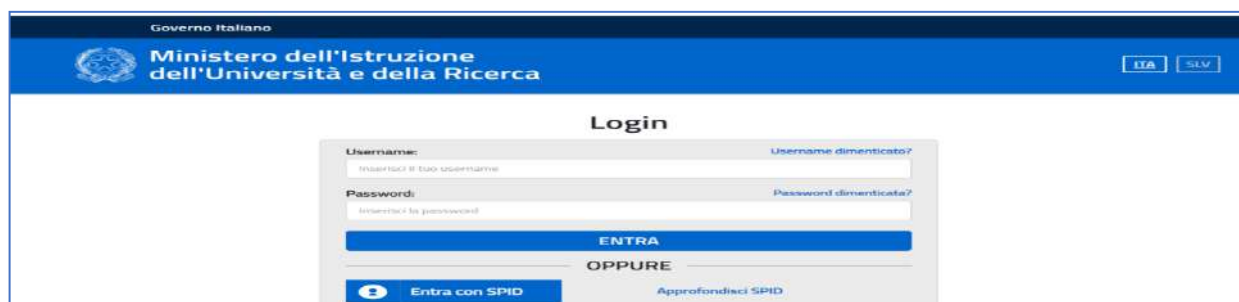 Governo Italiano
Ministero dell'Istruzione
dell'Università e della Ricerca
ITA SLV
Login
Username: Username dimenticato?
Inserisci il tuo username
Password: Password dimenticata?
Inserisci la password
ENTRA
OPPURE
Entra con SPID Approfondisci SPID